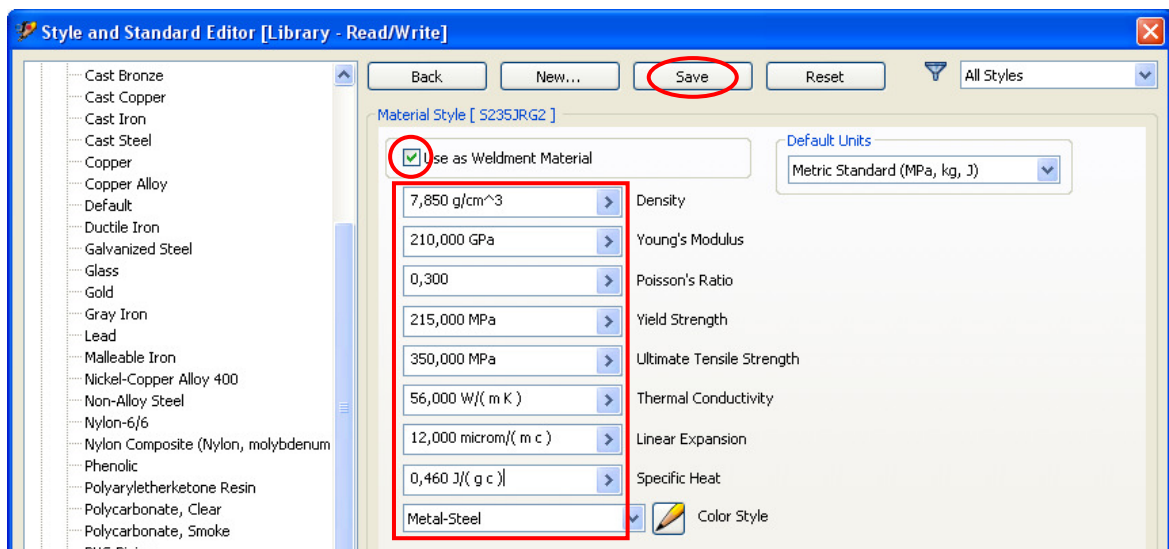 Style and Standard Editor [Library - Read/Write]
Back
New...
Save
Reset
All Styles
Cast Bronze
Cast Copper
Cast Iron
Cast Steel
Copper
Copper Alloy
Default
Ductile Iron
Galvanized Steel
Glass
Gold
Gray Iron
Lead
Malleable Iron
Nickel-Copper Alloy 400
Non-Alloy Steel
Nylon-6/6
Nylon Composite (Nylon, molybdenum
Phenolic
Polyaryletherketone Resin
Polycarbonate, Clear
Polycarbonate, Smoke
Material Style [ S235JRG2 ]
Use as Weldment Material
Default Units
Metric Standard (MPa, kg, J)
7,850 g/cm^3 Density
210,000 GPa Young's Modulus
0,300 Poisson's Ratio
215,000 MPa Yield Strength
350,000 MPa Ultimate Tensile Strength
56,000 W/( m K ) Thermal Conductivity
12,000 microm/( m c ) Linear Expansion
0,460 J/( g c ) Specific Heat
Metal-Steel Color Style